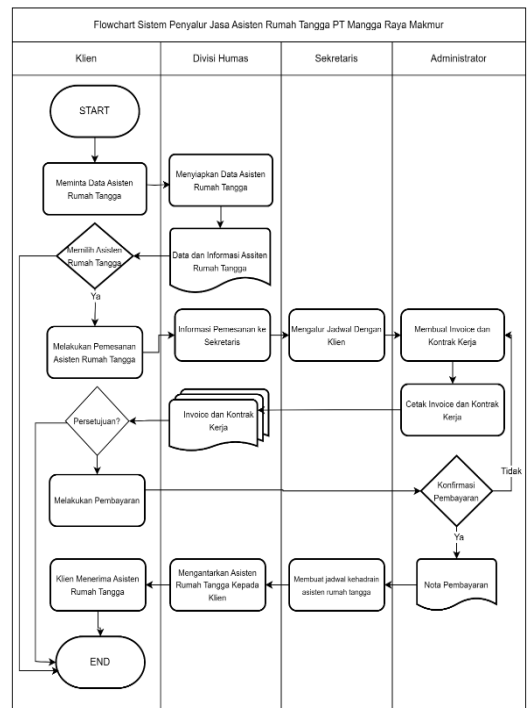 Flowchart Sistem Penyalur Jasa Asisten Rumah Tangga PT Mangga Raya Makmur
Klien
Divisi Humas
Sekretaris
Administrator
START
Meminta Data Asisten
Rumah Tangga
Menyiapkan Data Asisten
Rumah Tangga
Memilih Asisten
Rumah Tangga
Data dan Informasi Assiten
Rumah Tangga
Ya
Melakukan Pemesanan
Asisten Rumah Tangga
Informasi Pemesanan ke
Sekretaris
Mengatur Jadwal Dengan
Klien
Membuat Invoice dan
Kontrak Kerja
Persetujuan?
Invoice dan Kontrak
Kerja
Cetak Invoice dan Kontrak
Kerja
Melakukan Pembayaran
Konfirmasi
Pembayaran
Tidak
Ya
Klien Menerima Asisten
Rumah Tangga
Mengantarkan Asisten
Rumah Tangga Kepada
Klien
Membuat jadwal kehadrain
asisten rumah tangga
Nota Pembayaran
END